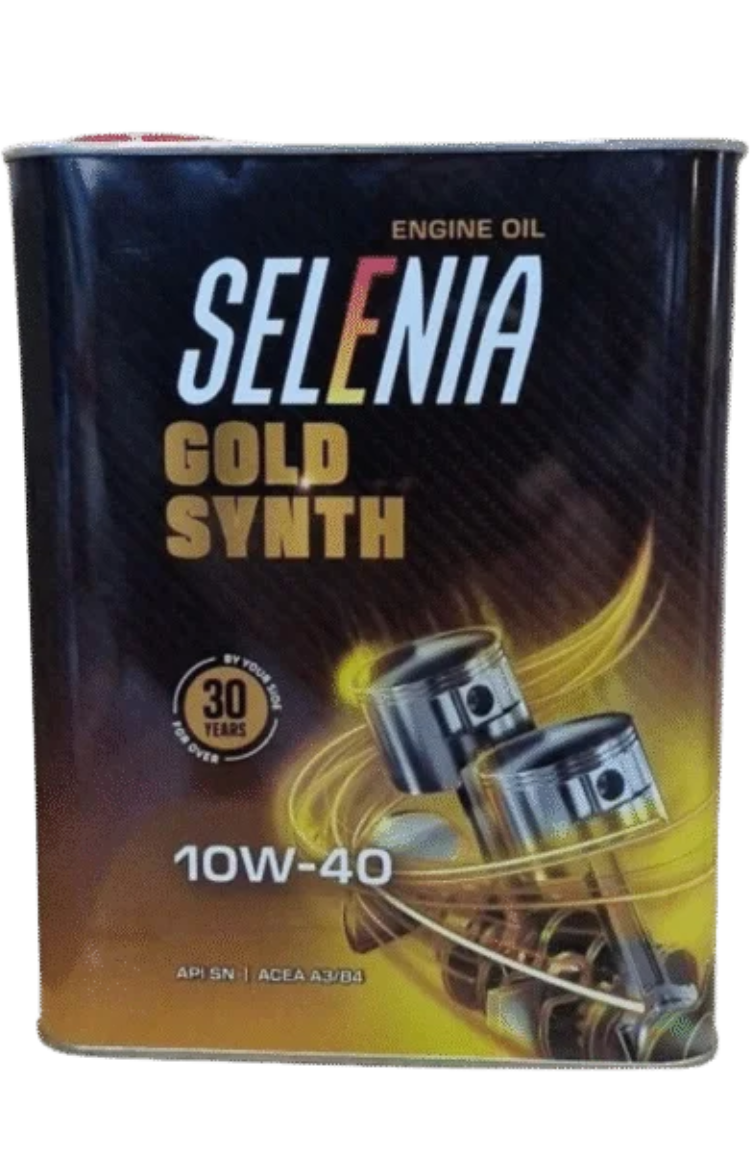 ENGINE OIL
SELENIA
GOLD
SYNTH
BY YOUR SIDE
30
YEARS
FOR OVER
10W-40
API SN | ACEA A3/B4